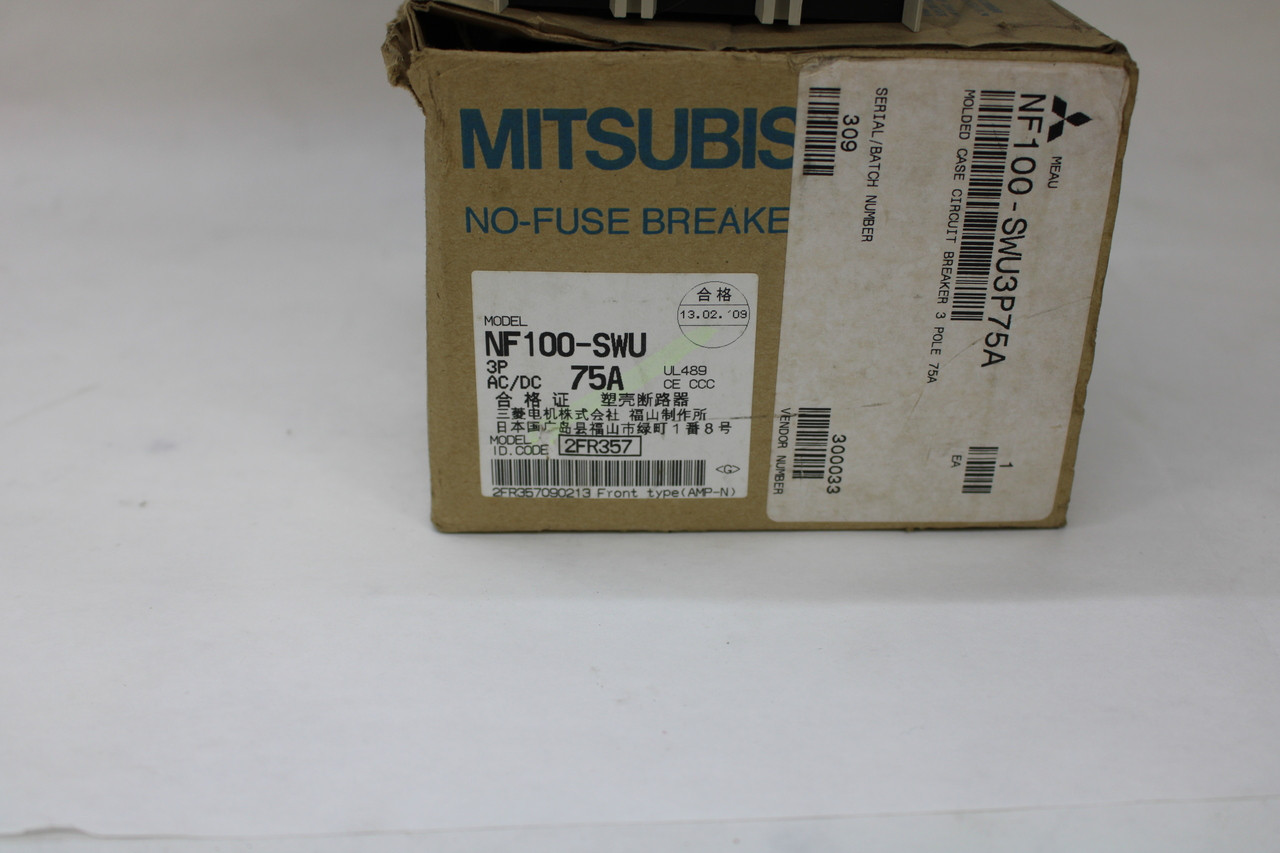 MITSUBIS
NO-FUSE BREAKE
合格
13.02.'09
MODEL
NF100-SWU
3P
AC/DC 75A
UL489
CE CCC
合格证 塑壳断路器
三菱电机株式会社 福山制作所
日本国广岛县福山市緑町1番8号
MODEL
ID.CODE 2FR357
G
2FR357090213 Front type(AMP-N)
MEAU
NF100-SWU3P75A
MOLDED CASE CIRCUIT BREAKER 3 POLE 75A
SERIAL/BATCH NUMBER
309
1
EA
300033
VENDOR NUMBER